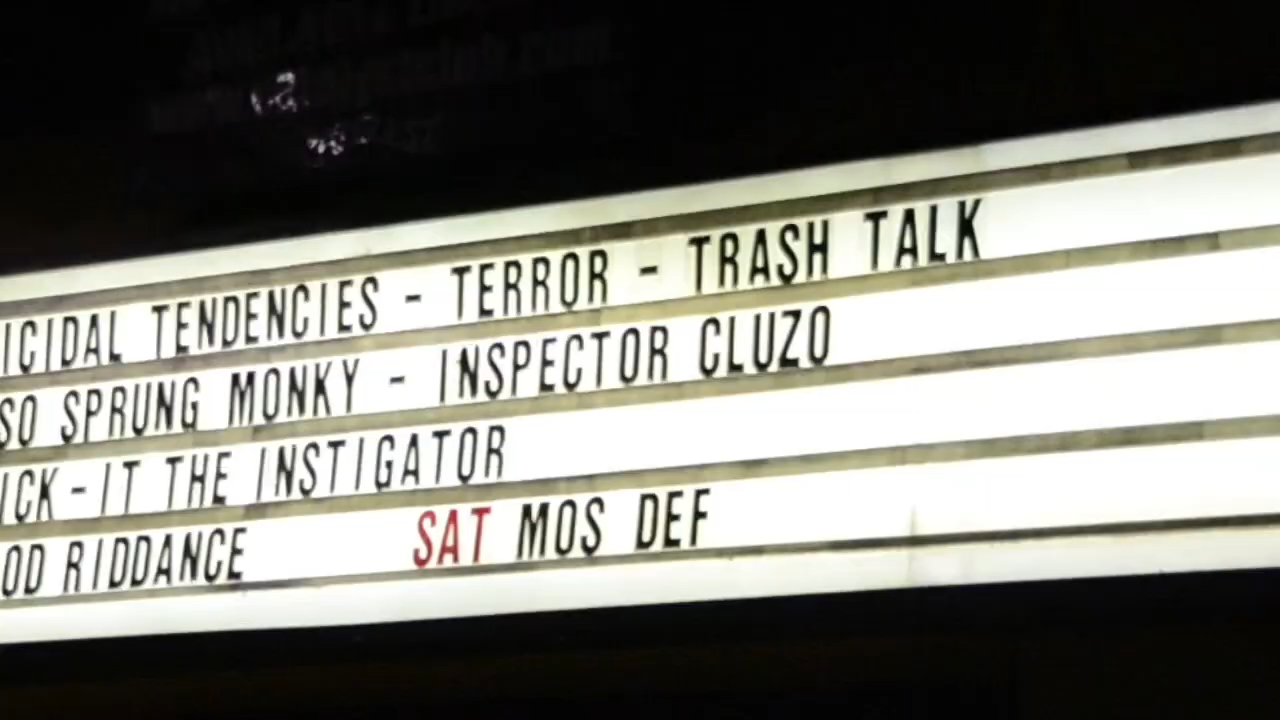 ICIDAL TENDENCIES - TERROR - TRASH TALK
SO SPRUNG MONKY - INSPECTOR CLUZO
ICK - IT THE INSTIGATOR
OD RIDDANCE SAT MOS DEF